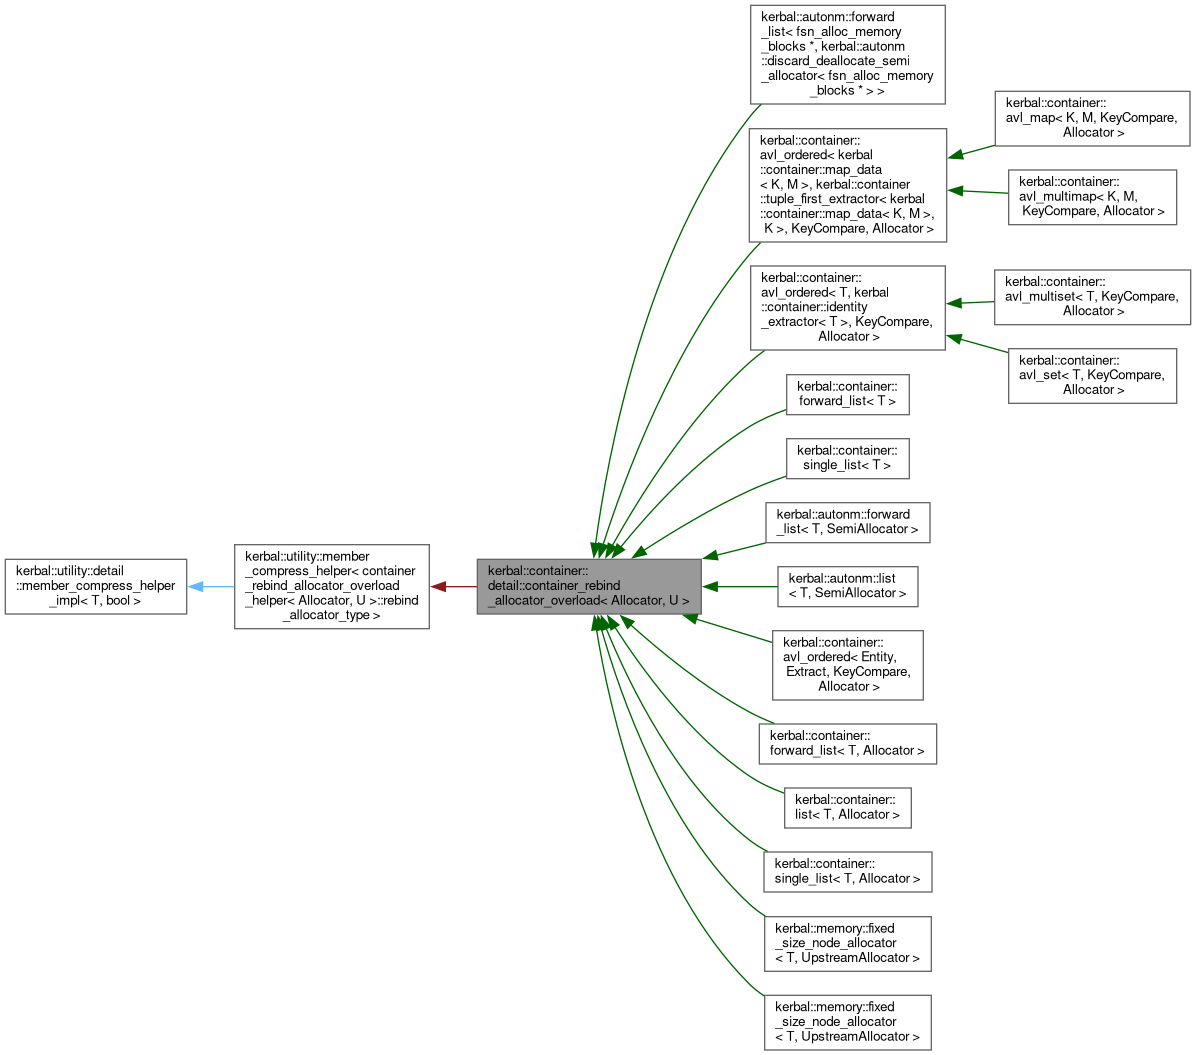 kerbal::utility::detail
::member_compress_helper
_impl< T, bool >
kerbal::utility::member
_compress_helper< container
_rebind_allocator_overload
_helper< Allocator, U >::rebind
_allocator_type >
kerbal::container::
detail::container_rebind
_allocator_overload< Allocator, U >
kerbal::autonm::forward
_list< fsn_alloc_memory
_blocks *, kerbal::autonm
::discard_deallocate_semi
_allocator< fsn_alloc_memory
_blocks * > >
kerbal::container::
avl_ordered< kerbal
::container::map_data
< K, M >, kerbal::container
::tuple_first_extractor< kerbal
::container::map_data< K, M >,
K >, KeyCompare, Allocator >
kerbal::container::
avl_map< K, M, KeyCompare,
Allocator >
kerbal::container::
avl_multimap< K, M,
KeyCompare, Allocator >
kerbal::container::
avl_ordered< T, kerbal
::container::identity
_extractor< T >, KeyCompare,
Allocator >
kerbal::container::
avl_multiset< T, KeyCompare,
Allocator >
kerbal::container::
avl_set< T, KeyCompare,
Allocator >
kerbal::container::
forward_list< T >
kerbal::container::
single_list< T >
kerbal::autonm::forward
_list< T, SemiAllocator >
kerbal::autonm::list
< T, SemiAllocator >
kerbal::container::
avl_ordered< Entity,
Extract, KeyCompare,
Allocator >
kerbal::container::
forward_list< T, Allocator >
kerbal::container::
list< T, Allocator >
kerbal::container::
single_list< T, Allocator >
kerbal::memory::fixed
_size_node_allocator
< T, UpstreamAllocator >
kerbal::memory::fixed
_size_node_allocator
< T, UpstreamAllocator >